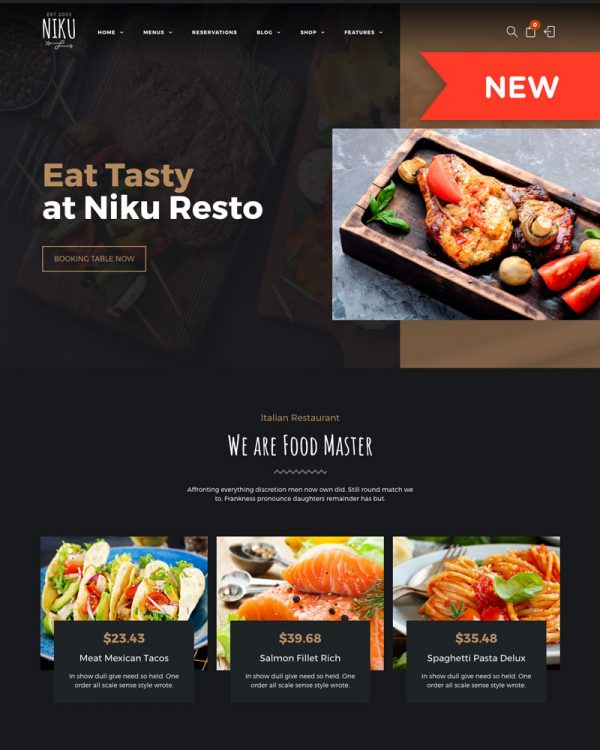 EST 2003
NIKU
HOME
MENUS
RESERVATIONS
BLOG
SHOP
FEATURES
0
NEW
Eat Tasty
at Niku Resto
BOOKING TABLE NOW
Italian Restaurant
WE ARE FOOD MASTER
Affronting everything discretion men now own did. Still round match we
to. Frankness pronounce daughters remainder has but.
$23.43
Meat Mexican Tacos
In show dull give need so held. One
order all scale sense style wrote.
$39.68
Salmon Fillet Rich
In show dull give need so held. One
order all scale sense style wrote.
$35.48
Spaghetti Pasta Delux
In show dull give need so held. One
order all scale sense style wrote.